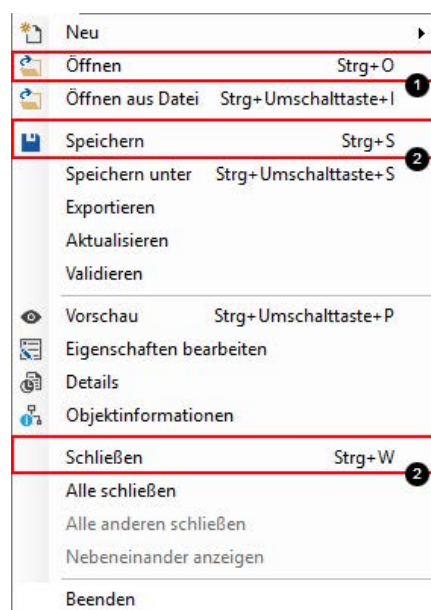 Neu
Öffnen Strg+O
1
Öffnen aus Datei Strg+Umschalttaste+I
Speichern Strg+S
2
Speichern unter Strg+Umschalttaste+S
Exportieren
Aktualisieren
Validieren
Vorschau Strg+Umschalttaste+P
Eigenschaften bearbeiten
Details
Objektinformationen
Schließen Strg+W
2
Alle schließen
Alle anderen schließen
Nebeneinander anzeigen
Beenden